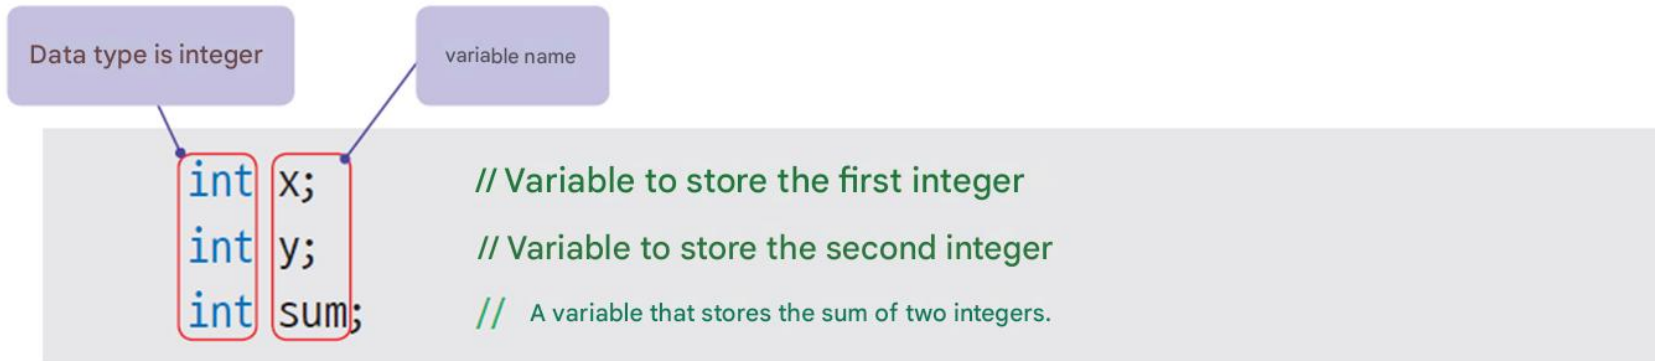 Data type is integer
variable name
int x; // Variable to store the first integer
int y; // Variable to store the second integer
int sum; // A variable that stores the sum of two integers.